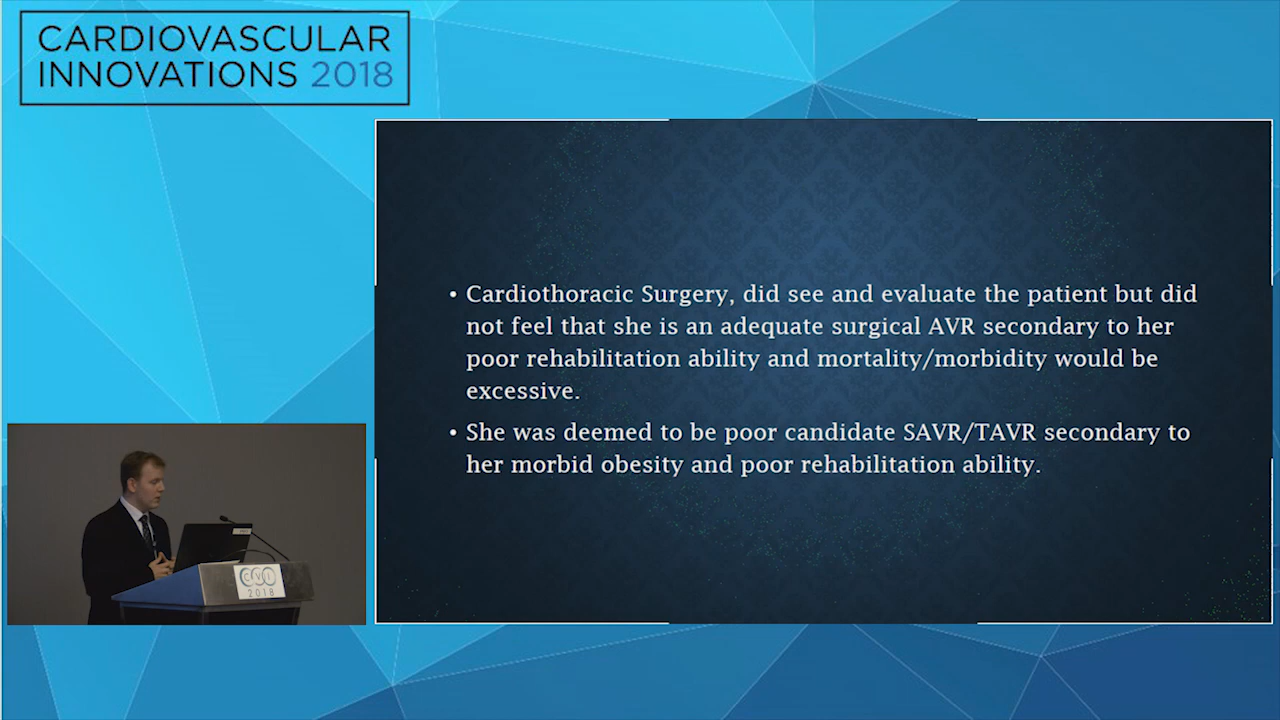 CARDIOVASCULAR
INNOVATIONS 2018
• Cardiothoracic Surgery, did see and evaluate the patient but did
not feel that she is an adequate surgical AVR secondary to her
poor rehabilitation ability and mortality/morbidity would be
excessive.
• She was deemed to be poor candidate SAVR/TAVR secondary to
her morbid obesity and poor rehabilitation ability.
CVI
2018